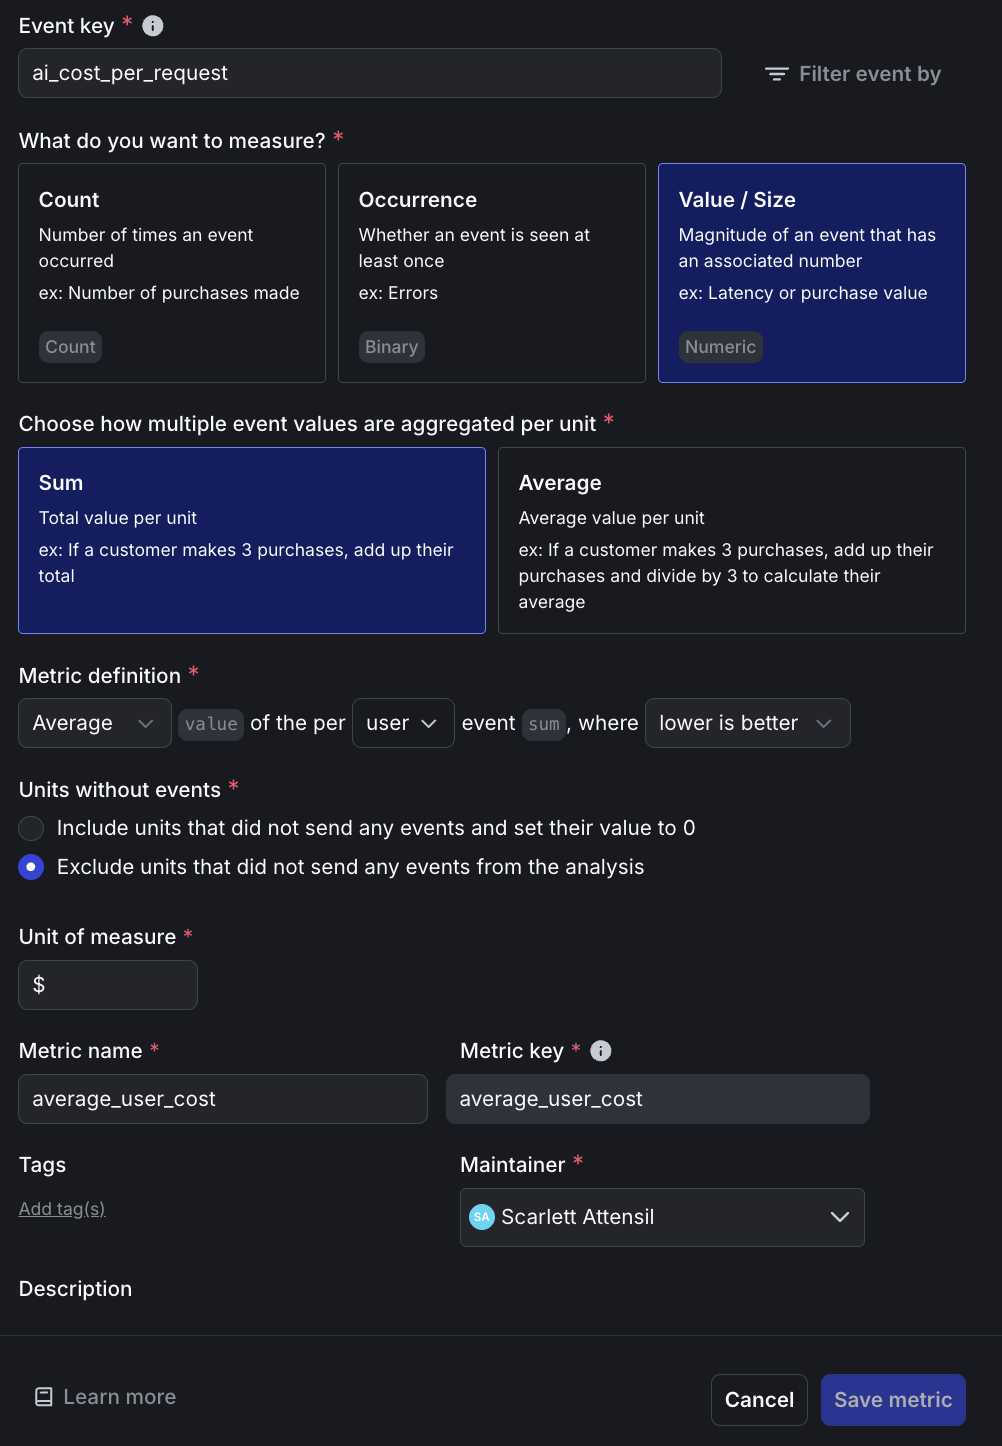 Event key *
ai_cost_per_request
Filter event by
What do you want to measure? *
Count
Number of times an event
occurred
ex: Number of purchases made
Count
Occurrence
Whether an event is seen at
least once
ex: Errors
Binary
Value / Size
Magnitude of an event that has
an associated number
ex: Latency or purchase value
Numeric
Choose how multiple event values are aggregated per unit *
Sum
Total value per unit
ex: If a customer makes 3 purchases, add up their
total
Average
Average value per unit
ex: If a customer makes 3 purchases, add up their
purchases and divide by 3 to calculate their
average
Metric definition *
Average value of the per user event sum, where lower is better
Units without events *
Include units that did not send any events and set their value to 0
Exclude units that did not send any events from the analysis
Unit of measure *
$
Metric name *
average_user_cost
Metric key *
average_user_cost
Tags
Add tag(s)
Maintainer *
SA Scarlett Attensil
Description
Learn more
Cancel
Save metric